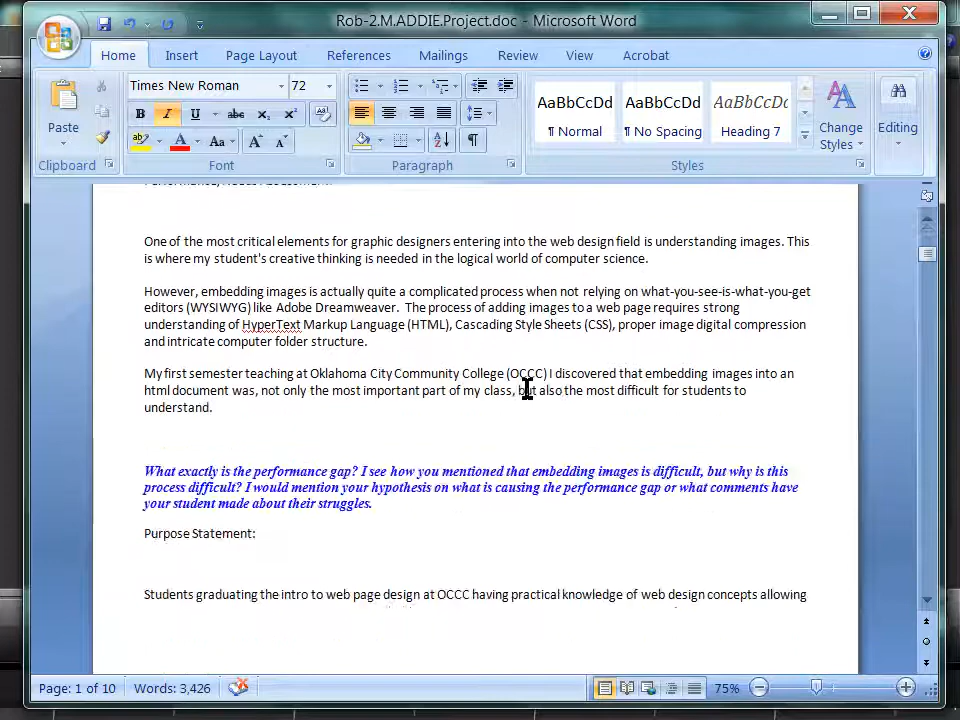 Rob-2.M.ADDIE.Project.doc - Microsoft Word
Home Insert Page Layout References Mailings Review View Acrobat
Times New Roman 72
AaBbCcDd AaBbCcDd AaBbCcDc
Paste ¶ Normal ¶ No Spacing Heading 7 Change Styles Editing
Clipboard Font Paragraph Styles
One of the most critical elements for graphic designers entering into the web design field is understanding images. This
is where my student's creative thinking is needed in the logical world of computer science.
However, embedding images is actually quite a complicated process when not relying on what-you-see-is-what-you-get
editors (WYSIWYG) like Adobe Dreamweaver. The process of adding images to a web page requires strong
understanding of HyperText Markup Language (HTML), Cascading Style Sheets (CSS), proper image digital compression
and intricate computer folder structure.
My first semester teaching at Oklahoma City Community College (OCCC) I discovered that embedding images into an
html document was, not only the most important part of my class, but also the most difficult for students to
understand.
What exactly is the performance gap? I see how you mentioned that embedding images is difficult, but why is this
process difficult? I would mention your hypothesis on what is causing the performance gap or what comments have
your student made about their struggles.
Purpose Statement:
Students graduating the intro to web page design at OCCC having practical knowledge of web design concepts allowing
Page: 1 of 10 Words: 3,426 75%